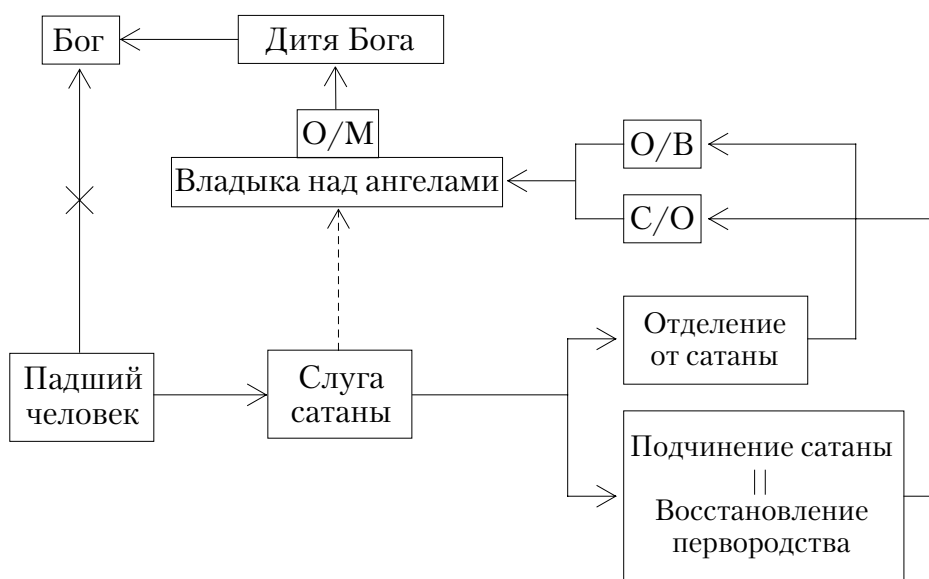 Бог
Дитя Бога
О/М
Владыка над ангелами
О/В
С/О
Отделение
от сатаны
Падший
человек
Слуга
сатаны
Подчинение сатаны
||
Восстановление
первородства